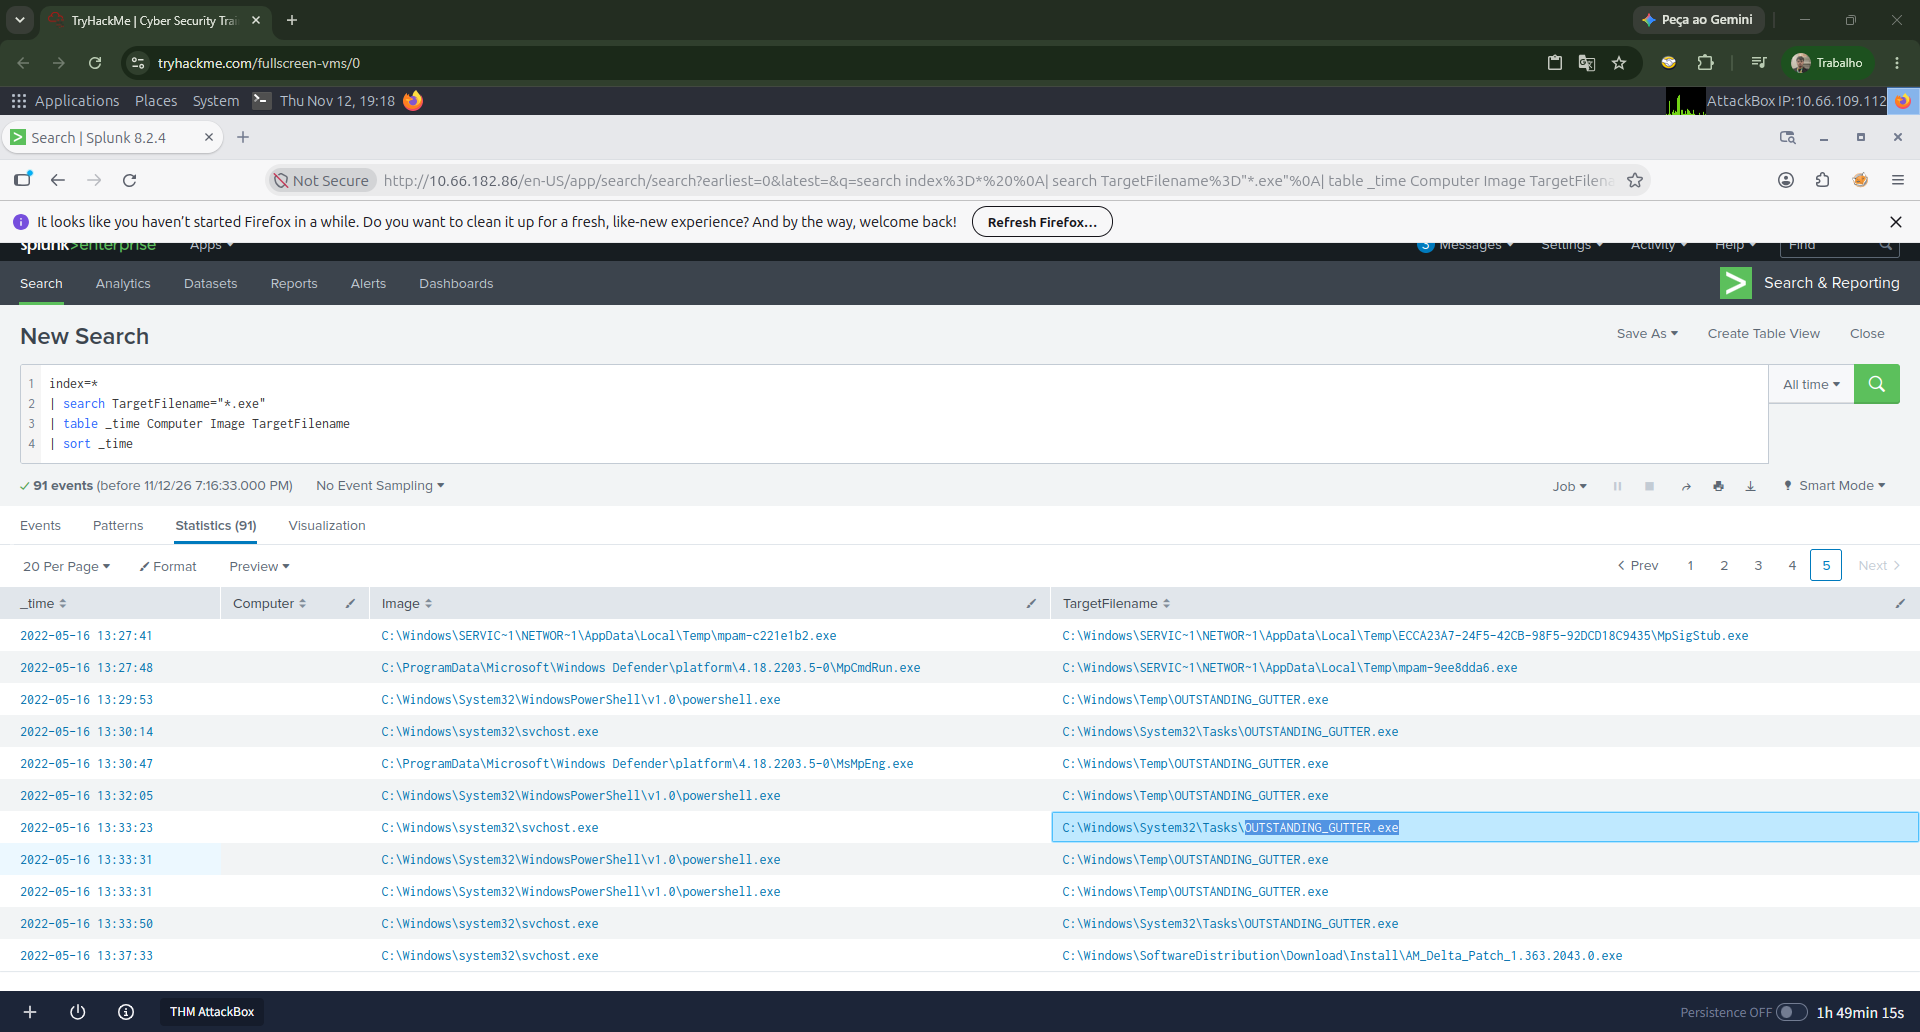 TryHackMe | Cyber Security Trai
Peça ao Gemini
tryhackme.com/fullscreen-vms/0
Trabalho
Applications Places System Thu Nov 12, 19:18 AttackBox IP:10.66.109.112
Search | Splunk 8.2.4
Not Secure http://10.66.182.86/en-US/app/search/search?earliest=0&latest=&q=search index%3D*%20%0A| search TargetFilename%3D"*.exe"%0A| table _time Computer Image TargetFilena
It looks like you haven't started Firefox in a while. Do you want to clean it up for a fresh, like-new experience? And by the way, welcome back! Refresh Firefox...
splunk>enterprise Apps 3 Messages Settings Activity Help Find
Search Analytics Datasets Reports Alerts Dashboards > Search & Reporting
New Search Save As Create Table View Close
1 index=*
2 | search TargetFilename="*.exe"
3 | table _time Computer Image TargetFilename
4 | sort _time
All time
91 events (before 11/12/26 7:16:33.000 PM) No Event Sampling Job Smart Mode
Events Patterns Statistics (91) Visualization
20 Per Page Format Preview < Prev 1 2 3 4 5 Next >
_time Computer Image TargetFilename
2022-05-16 13:27:41 C:\Windows\SERVIC~1\NETWOR~1\AppData\Local\Temp\mpam-c221e1b2.exe C:\Windows\SERVIC~1\NETWOR~1\AppData\Local\Temp\ECCA23A7-24F5-42CB-98F5-92DCD18C9435\MpSigStub.exe
2022-05-16 13:27:48 C:\ProgramData\Microsoft\Windows Defender\platform\4.18.2203.5-0\MpCmdRun.exe C:\Windows\SERVIC~1\NETWOR~1\AppData\Local\Temp\mpam-9ee8dda6.exe
2022-05-16 13:29:53 C:\Windows\System32\WindowsPowerShell\v1.0\powershell.exe C:\Windows\Temp\OUTSTANDING_GUTTER.exe
2022-05-16 13:30:14 C:\Windows\system32\svchost.exe C:\Windows\System32\Tasks\OUTSTANDING_GUTTER.exe
2022-05-16 13:30:47 C:\ProgramData\Microsoft\Windows Defender\platform\4.18.2203.5-0\MsMpEng.exe C:\Windows\Temp\OUTSTANDING_GUTTER.exe
2022-05-16 13:32:05 C:\Windows\System32\WindowsPowerShell\v1.0\powershell.exe C:\Windows\Temp\OUTSTANDING_GUTTER.exe
2022-05-16 13:33:23 C:\Windows\system32\svchost.exe C:\Windows\System32\Tasks\OUTSTANDING_GUTTER.exe
2022-05-16 13:33:31 C:\Windows\System32\WindowsPowerShell\v1.0\powershell.exe C:\Windows\Temp\OUTSTANDING_GUTTER.exe
2022-05-16 13:33:31 C:\Windows\System32\WindowsPowerShell\v1.0\powershell.exe C:\Windows\Temp\OUTSTANDING_GUTTER.exe
2022-05-16 13:33:50 C:\Windows\system32\svchost.exe C:\Windows\System32\Tasks\OUTSTANDING_GUTTER.exe
2022-05-16 13:37:33 C:\Windows\system32\svchost.exe C:\Windows\SoftwareDistribution\Download\Install\AM_Delta_Patch_1.363.2043.0.exe
THM AttackBox Persistence OFF 1h 49min 15s